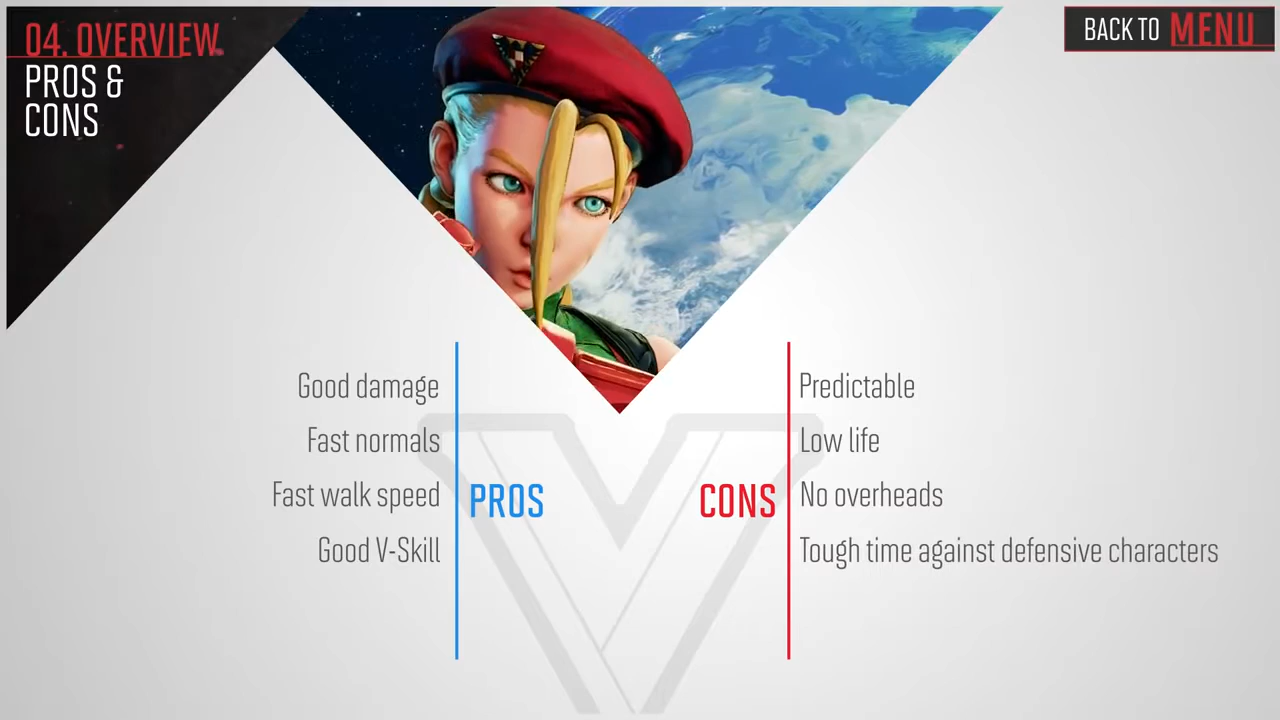 04. OVERVIEW
PROS &
CONS
BACK TO MENU
Good damage
Fast normals
Fast walk speed
Good V-Skill
PROS
CONS
Predictable
Low life
No overheads
Tough time against defensive characters